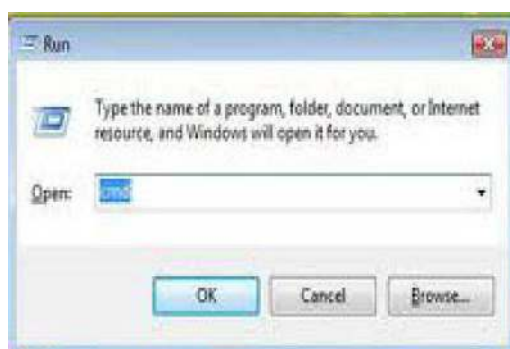 Run
Type the name of a program, folder, document, or Internet
resource, and Windows will open it for you.
Open:
cmd
OK Cancel Browse...